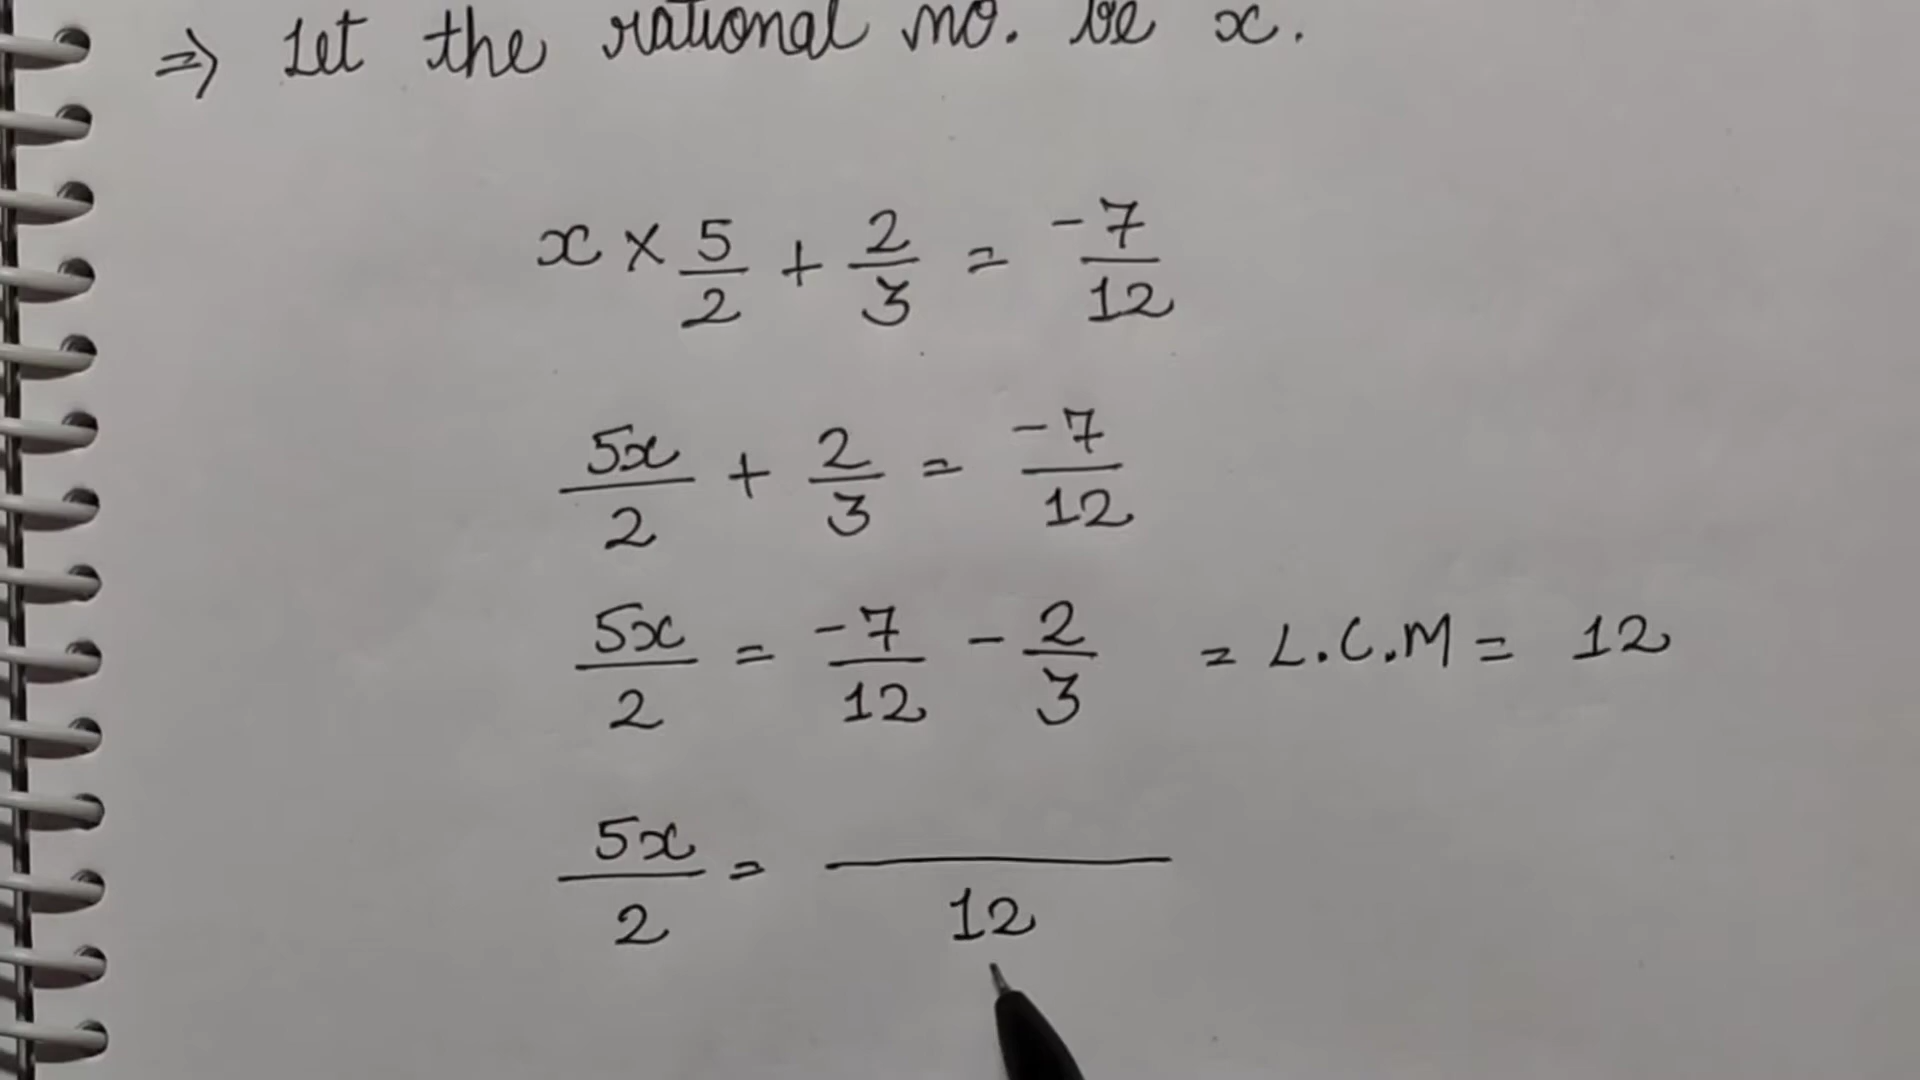 ⇒ Let the rational no. be x.
x × 5/2 + 2/3 = -7/12
5x/2 + 2/3 = -7/12
5x/2 = -7/12 - 2/3 = L.C.M = 12
5x/2 = /12